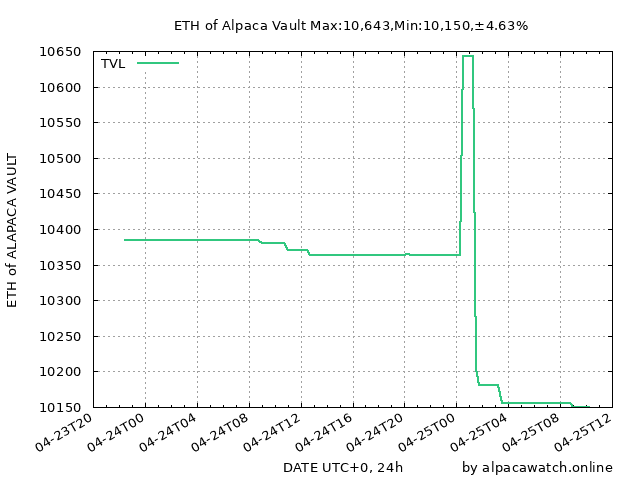 ETH of Alpaca Vault Max:10,643,Min:10,150,±4.63%
TVL
10650
10600
10550
10500
10450
10400
10350
10300
10250
10200
10150
ETH of ALAPACA VAULT
04-23T20
04-24T00
04-24T04
04-24T08
04-24T12
04-24T16
04-24T20
04-25T00
04-25T04
04-25T08
04-25T12
DATE UTC+0, 24h
by alpacawatch.online